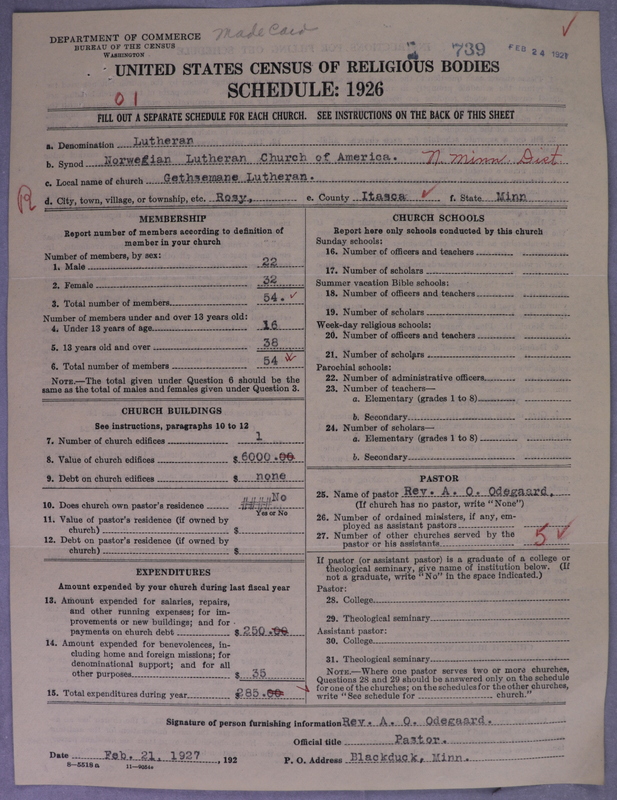 DEPARTMENT OF COMMERCE
BUREAU OF THE CENSUS
WASHINGTON
Made Card
739
FEB 24 1927
UNITED STATES CENSUS OF RELIGIOUS BODIES
SCHEDULE: 1926
01
FILL OUT A SEPARATE SCHEDULE FOR EACH CHURCH. SEE INSTRUCTIONS ON THE BACK OF THIS SHEET
a. Denomination Lutheran
b. Synod Norwegian Lutheran Church of America. N. Minn. Dist.
c. Local name of church Gethsemane Lutheran.
R d. City, town, village, or township, etc. Rosy, e. County Itasca f. State Minn
MEMBERSHIP
Report number of members according to definition of
member in your church
Number of members, by sex:
1. Male 22
2. Female 32
3. Total number of members 54.
Number of members under and over 13 years old:
4. Under 13 years of age 16
5. 13 years old and over 38
6. Total number of members 54
NOTE.—The total given under Question 6 should be the
same as the total of males and females given under Question 3.
CHURCH BUILDINGS
See instructions, paragraphs 10 to 12
7. Number of church edifices 1
8. Value of church edifices $ 6000.00
9. Debt on church edifices $ none
10. Does church own pastor's residence #### No
Yes or No
11. Value of pastor's residence (if owned by
church) $
12. Debt on pastor's residence (if owned by
church) $
EXPENDITURES
Amount expended by your church during last fiscal year
13. Amount expended for salaries, repairs,
and other running expenses; for im-
provements or new buildings; and for
payments on church debt $ 250.00
14. Amount expended for benevolences, in-
cluding home and foreign missions; for
denominational support; and for all
other purposes $ 35
15. Total expenditures during year $ 285.00
CHURCH SCHOOLS
Report here only schools conducted by this church
Sunday schools:
16. Number of officers and teachers
17. Number of scholars
Summer vacation Bible schools:
18. Number of officers and teachers
19. Number of scholars
Week-day religious schools:
20. Number of officers and teachers
21. Number of scholars
Parochial schools:
22. Number of administrative officers
23. Number of teachers—
a. Elementary (grades 1 to 8)
b. Secondary
24. Number of scholars—
a. Elementary (grades 1 to 8)
b. Secondary
PASTOR
25. Name of pastor Rev. A. O. Odegaard,
(If church has no pastor, write "None")
26. Number of ordained ministers, if any, em-
ployed as assistant pastors
27. Number of other churches served by the
pastor or his assistants 5
If pastor (or assistant pastor) is a graduate of a college or
theological seminary, give name of institution below. (If
not a graduate, write "No" in the space indicated.)
Pastor:
28. College
29. Theological seminary
Assistant pastor:
30. College
31. Theological seminary
NOTE.—Where one pastor serves two or more churches,
Questions 28 and 29 should be answered only on the schedule
for one of the churches; on the schedules for the other churches,
write "See schedule for church."
Signature of person furnishing information Rev. A. O. Odegaard.
Official title Pastor.
Date Feb. 21, 1927, 192 P. O. Address Blackduck, Minn.